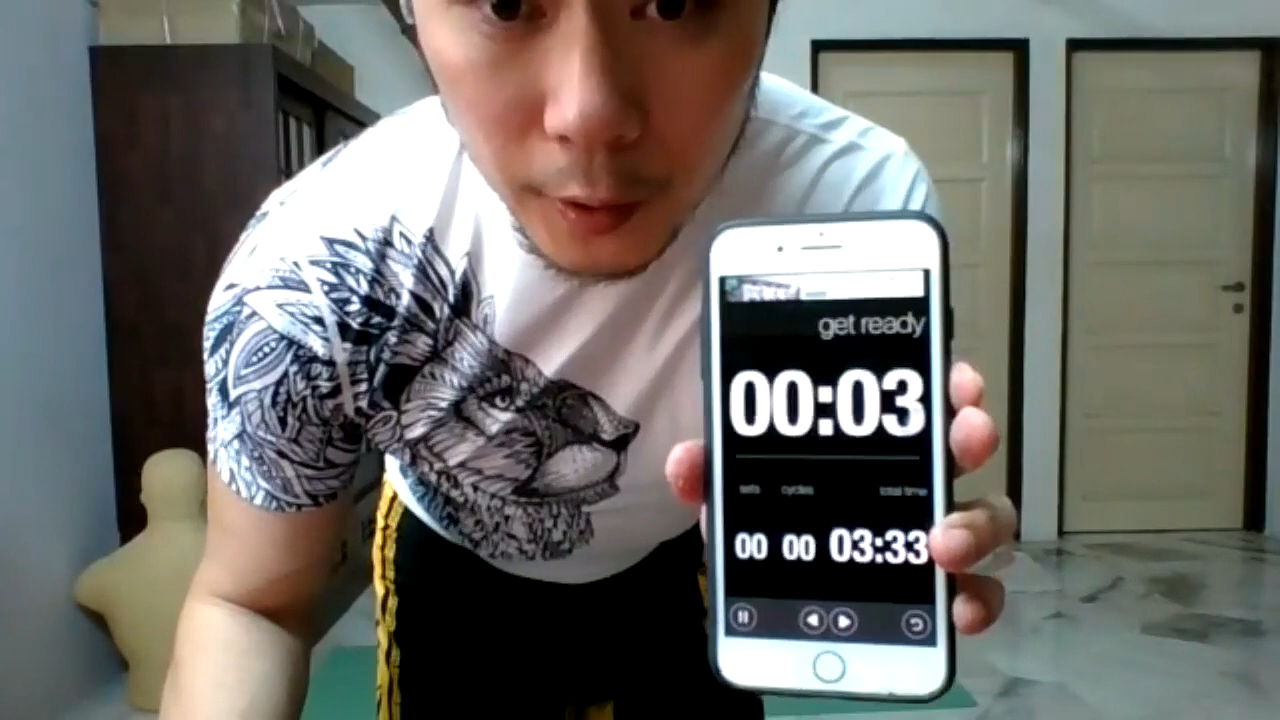 get ready
00:03
sets cycles total time
00 00 03:33